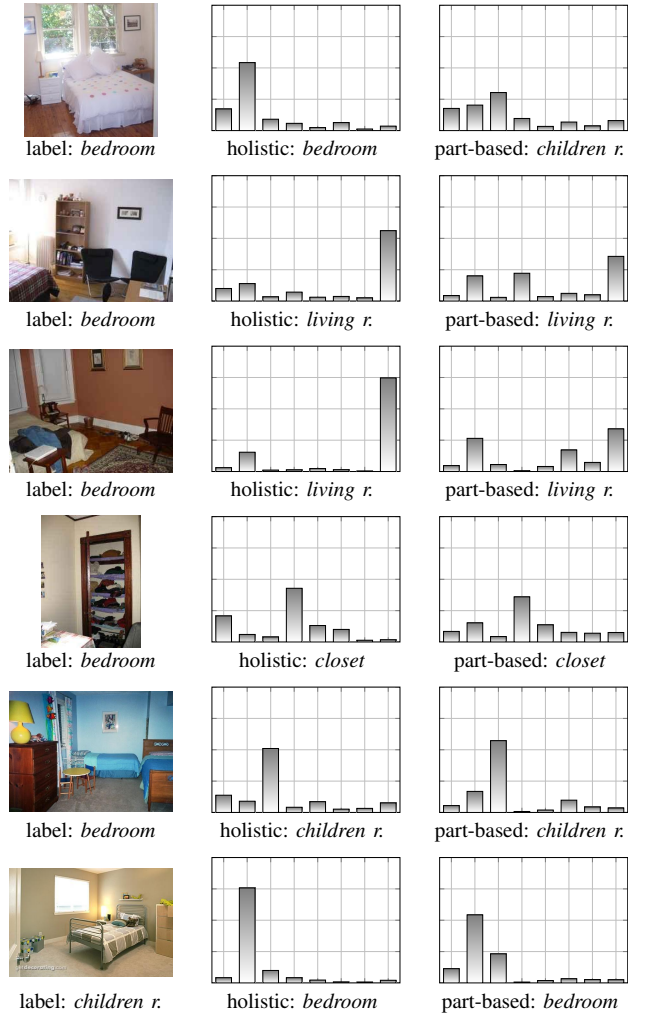 label: bedroom holistic: bedroom part-based: children r.
label: bedroom holistic: living r. part-based: living r.
label: bedroom holistic: living r. part-based: living r.
label: bedroom holistic: closet part-based: closet
label: bedroom holistic: children r. part-based: children r.
label: children r. holistic: bedroom part-based: bedroom